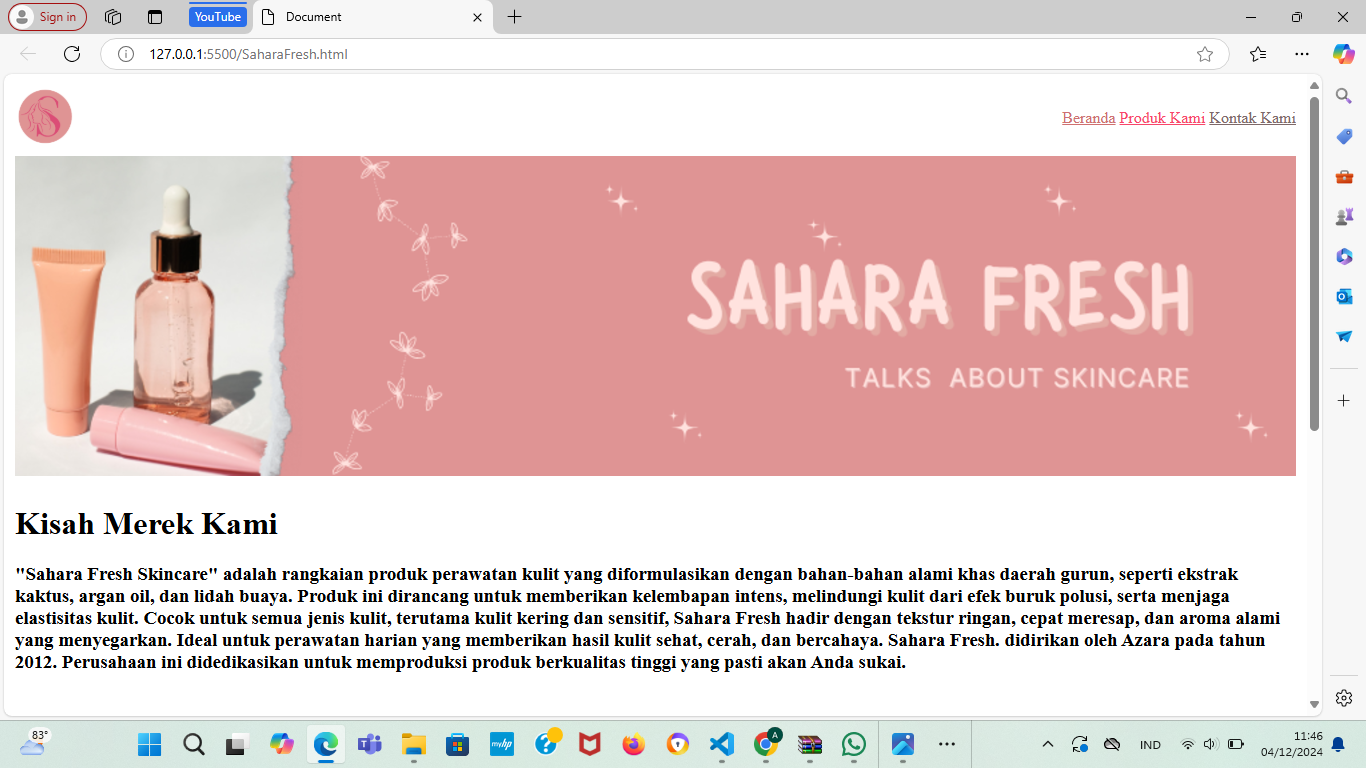 Sign in
YouTube
Document
127.0.0.1:5500/SaharaFresh.html
S
Beranda Produk Kami Kontak Kami
SAHARA FRESH
TALKS ABOUT SKINCARE
Kisah Merek Kami
"Sahara Fresh Skincare" adalah rangkaian produk perawatan kulit yang diformulasikan dengan bahan-bahan alami khas daerah gurun, seperti ekstrak
kaktus, argan oil, dan lidah buaya. Produk ini dirancang untuk memberikan kelembapan intens, melindungi kulit dari efek buruk polusi, serta menjaga
elastisitas kulit. Cocok untuk semua jenis kulit, terutama kulit kering dan sensitif, Sahara Fresh hadir dengan tekstur ringan, cepat meresap, dan aroma alami
yang menyegarkan. Ideal untuk perawatan harian yang memberikan hasil kulit sehat, cerah, dan bercahaya. Sahara Fresh. didirikan oleh Azara pada tahun
2012. Perusahaan ini didedikasikan untuk memproduksi produk berkualitas tinggi yang pasti akan Anda sukai.
83°
myhp
A
IND
11:46
04/12/2024